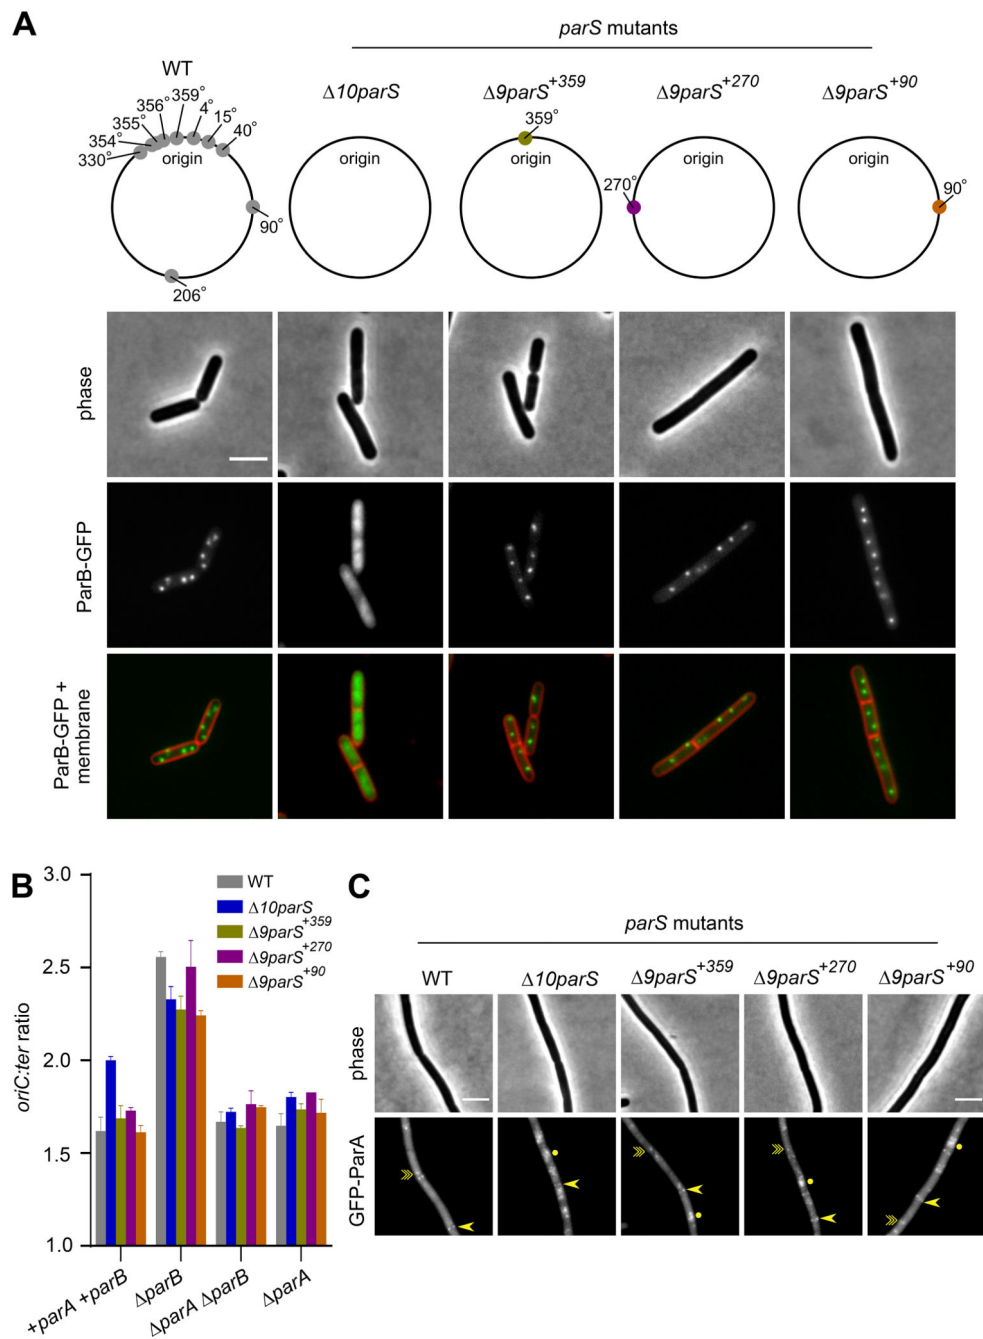 A
parS mutants
WT
Δ10parS
Δ9parS+359
Δ9parS+270
Δ9parS+90
330°
354°
355°
356°
359°
4°
15°
40°
origin
90°
206°
origin
359°
origin
270°
origin
90°
origin
phase
ParB-GFP
ParB-GFP +
membrane
B
oriC:ter ratio
3.0
2.5
2.0
1.5
1.0
WT
Δ10parS
Δ9parS+359
Δ9parS+270
Δ9parS+90
+parA +parB
ΔparB
ΔparA ΔparB
ΔparA
C
parS mutants
WT
Δ10parS
Δ9parS+359
Δ9parS+270
Δ9parS+90
phase
GFP-ParA